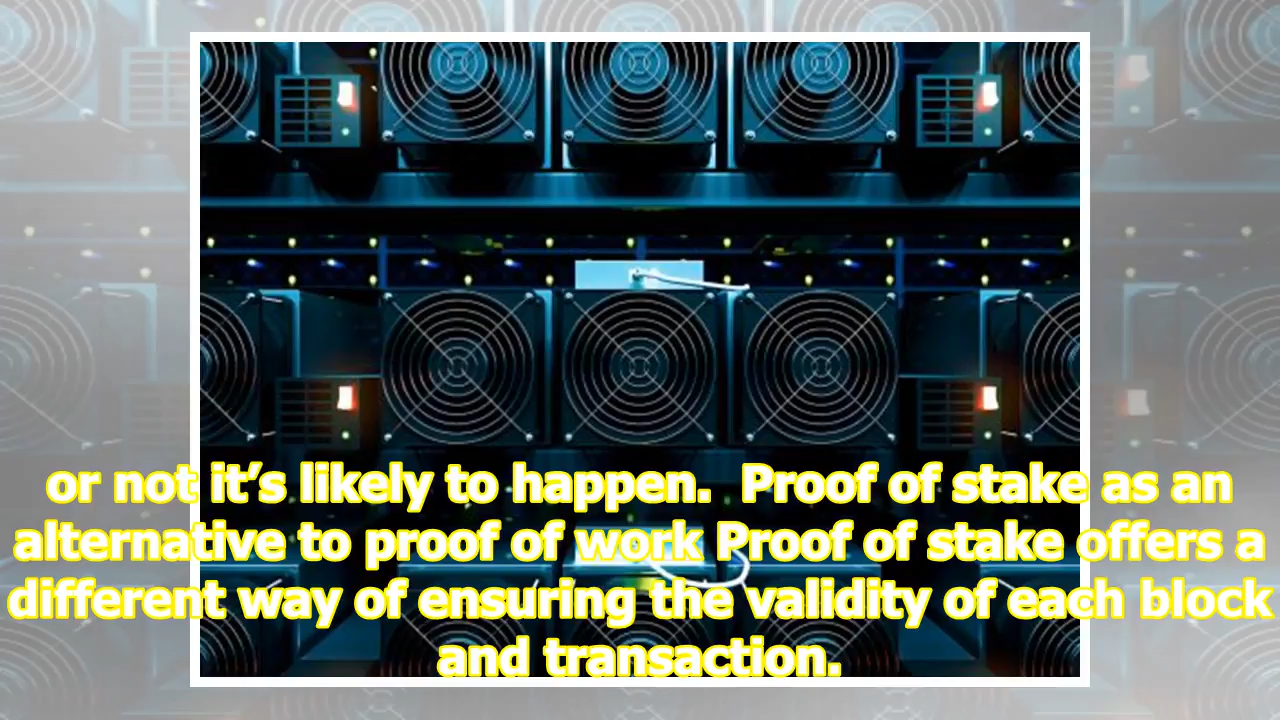 or not it’s likely to happen.  Proof of stake as an
alternative to proof of work Proof of stake offers a
different way of ensuring the validity of each block
and transaction.